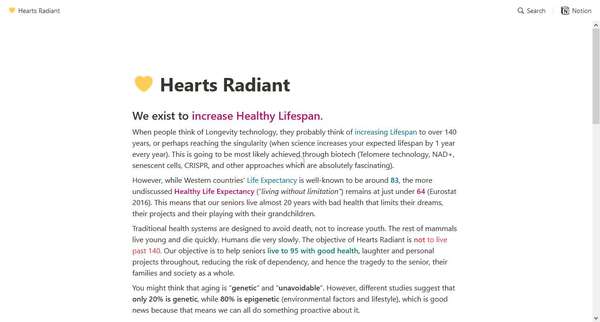 Hearts Radiant
Search
Notion
Hearts Radiant
We exist to increase Healthy Lifespan.
When people think of Longevity technology, they probably think of increasing Lifespan to over 140
years, or perhaps reaching the singularity (when science increases your expected lifespan by 1 year
every year). This is going to be most likely achieved through biotech (Telomere technology, NAD+,
senescent cells, CRISPR, and other approaches which are absolutely fascinating).
However, while Western countries' Life Expectancy is well-known to be around 83, the more
undiscussed Healthy Life Expectancy ("living without limitation") remains at just under 64 (Eurostat
2016). This means that our seniors live almost 20 years with bad health that limits their dreams,
their projects and their playing with their grandchildren.
Traditional health systems are designed to avoid death, not to increase youth. The rest of mammals
live young and die quickly. Humans die very slowly. The objective of Hearts Radiant is not to live
past 140. Our objective is to help seniors live to 95 with good health, laughter and personal
projects throughout, reducing the risk of dependency, and hence the tragedy to the senior, their
families and society as a whole.
You might think that aging is "genetic" and "unavoidable". However, different studies suggest that
only 20% is genetic, while 80% is epigenetic (environmental factors and lifestyle), which is good
news because that means we can all do something proactive about it.